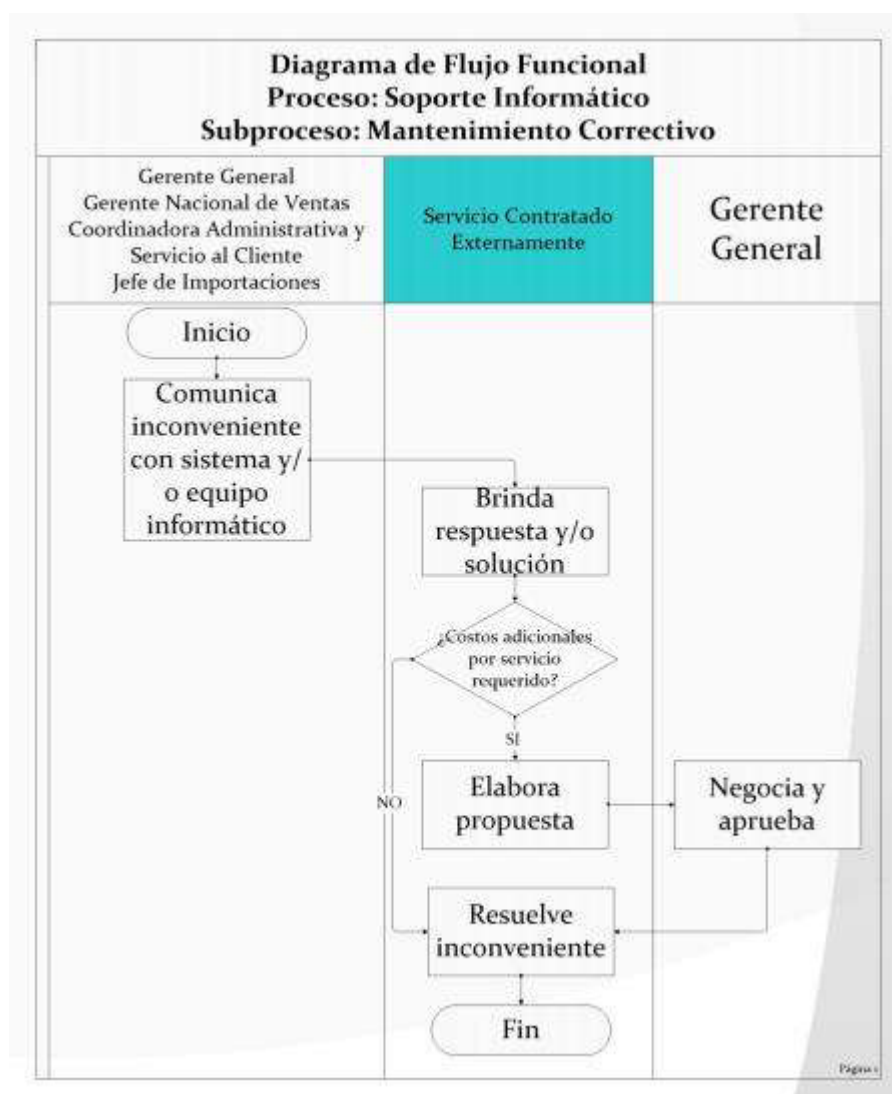 Diagrama de Flujo Funcional
Proceso: Soporte Informático
Subproceso: Mantenimiento Correctivo
Gerente General
Gerente Nacional de Ventas
Coordinadora Administrativa y
Servicio al Cliente
Jefe de Importaciones
Servicio Contratado
Externamente
Gerente
General
Inicio
Comunica
inconveniente
con sistema y/
o equipo
informático
Brinda
respuesta y/o
solución
¿Costos adicionales
por servicio
requerido?
SI
NO
Elabora
propuesta
Negocia y
aprueba
Resuelve
inconveniente
Fin
Página 1